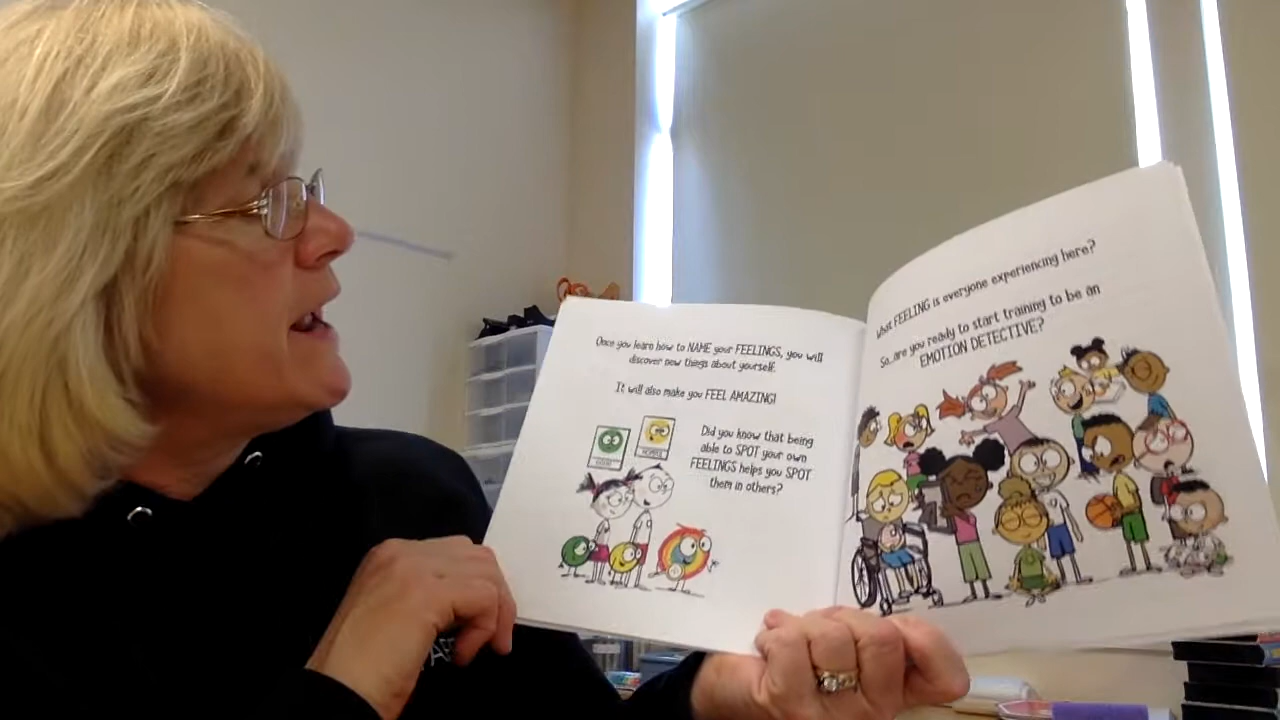 Once you learn how to NAME your FEELINGS, you will
discover new things about yourself.
It will also make you FEEL AMAZING!
Did you know that being
able to SPOT your own
FEELINGS helps you SPOT
them in others?
What FEELING is everyone experiencing here?
So...are you ready to start training to be an
EMOTION DETECTIVE?